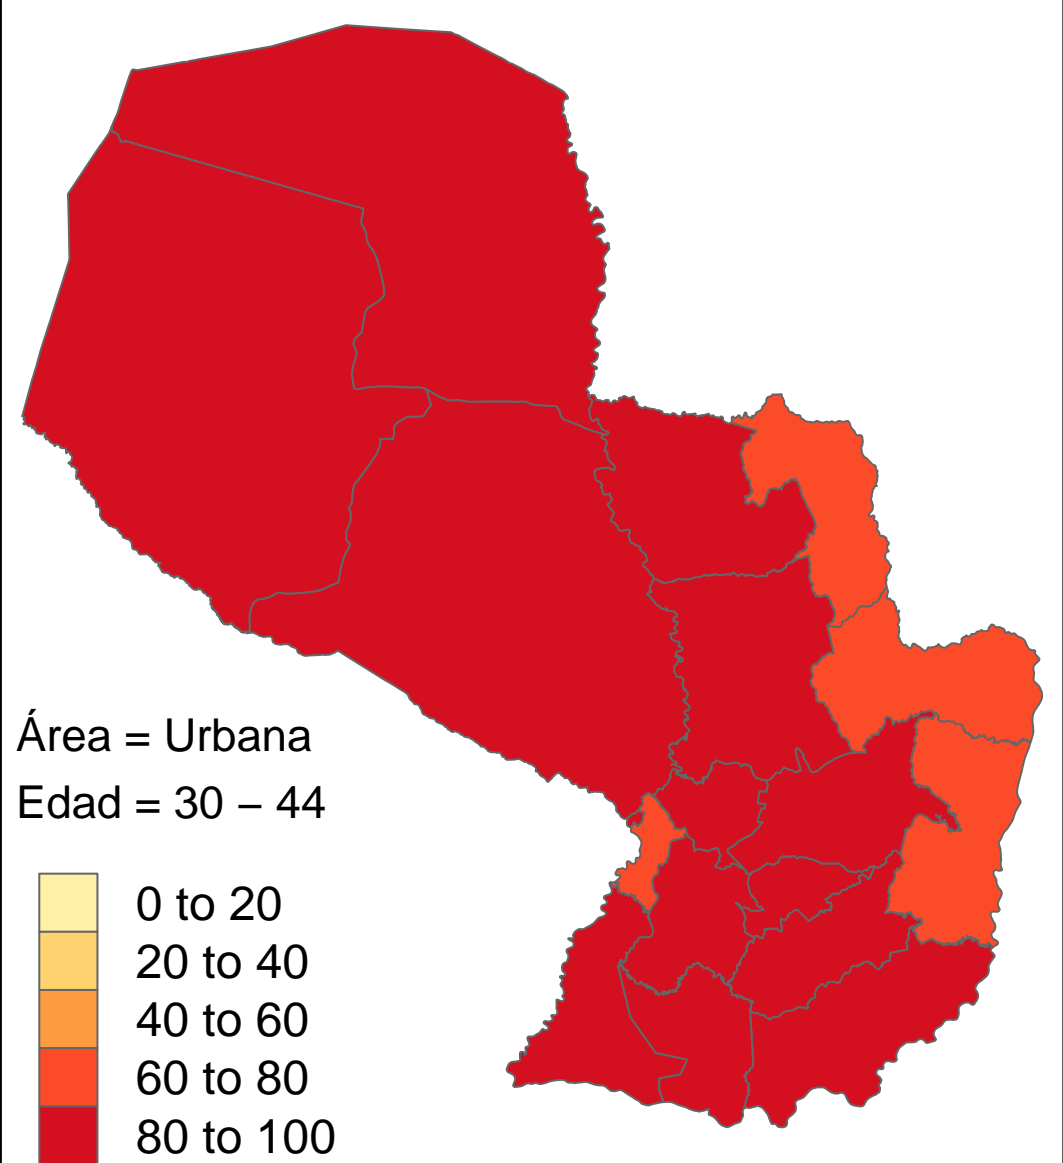 Área = Urbana
Edad = 30 – 44
0 to 20
20 to 40
40 to 60
60 to 80
80 to 100